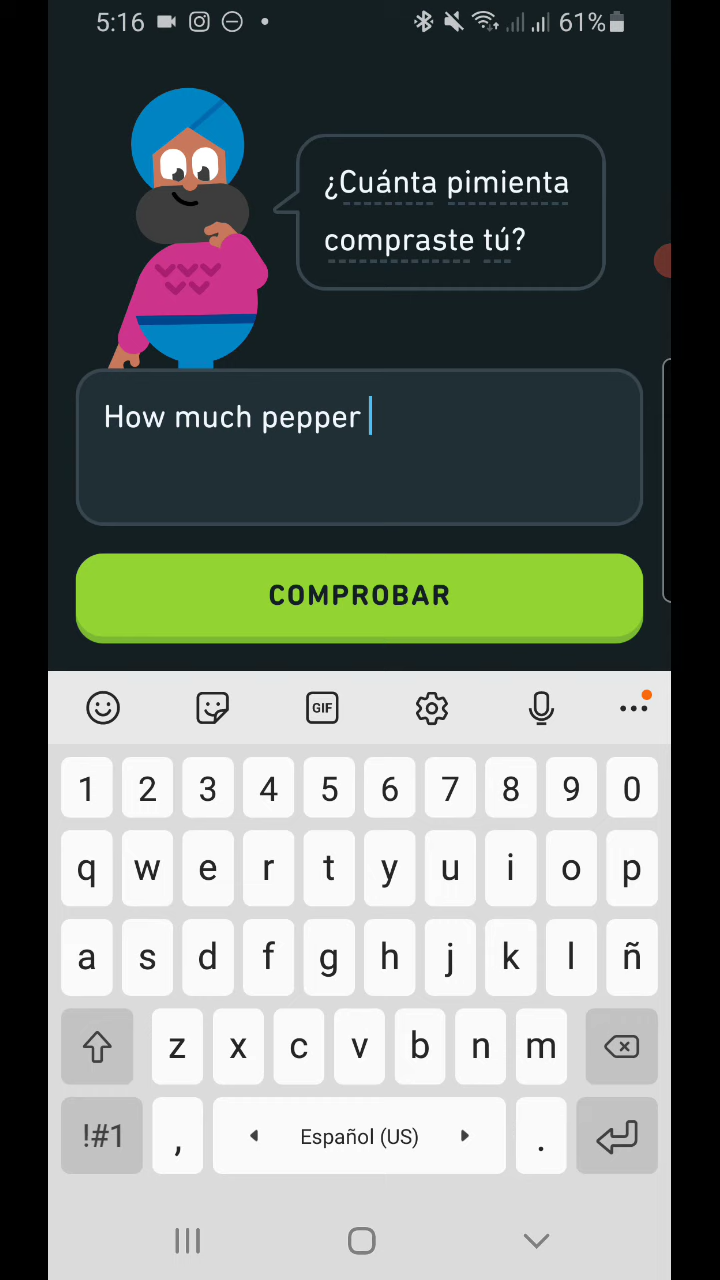 5:16
61%
¿Cuánta pimienta
compraste tú?
How much pepper
COMPROBAR
GIF
1 2 3 4 5 6 7 8 9 0
q w e r t y u i o p
a s d f g h j k l ñ
z x c v b n m
!#1 , Español (US) .